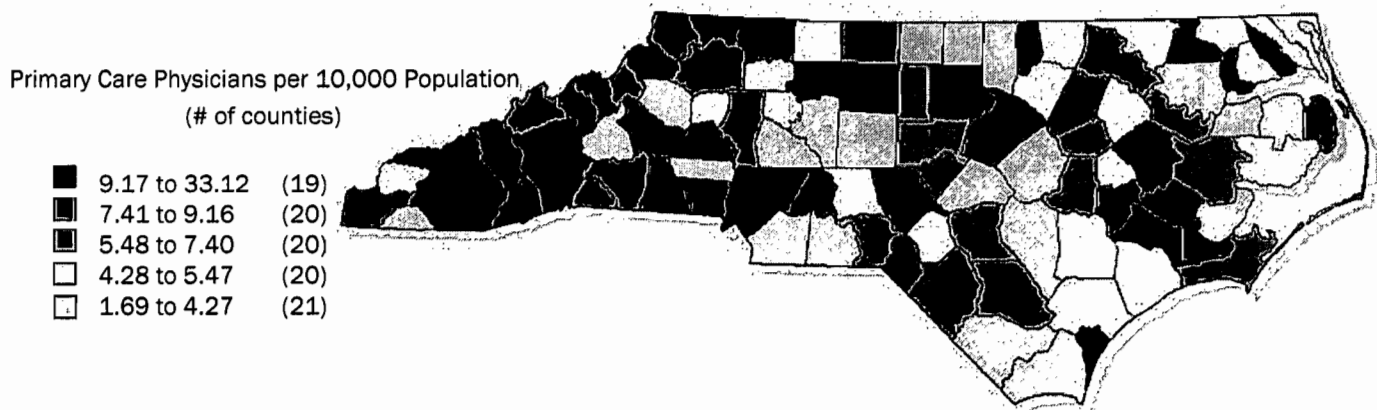 Primary Care Physicians per 10,000 Population
(# of counties)
9.17 to 33.12 (19)
7.41 to 9.16 (20)
5.48 to 7.40 (20)
4.28 to 5.47 (20)
1.69 to 4.27 (21)